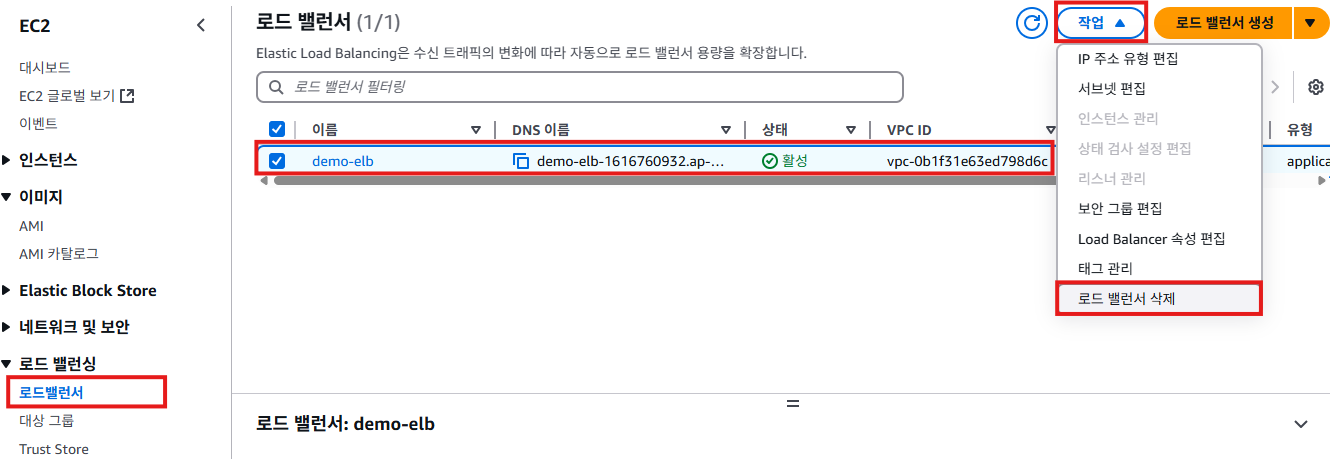 EC2
대시보드
EC2 글로벌 보기
이벤트
인스턴스
이미지
AMI
AMI 카탈로그
Elastic Block Store
네트워크 및 보안
로드 밸런싱
로드밸런서
대상 그룹
Trust Store
로드 밸런서 (1/1)
작업
로드 밸런서 생성
Elastic Load Balancing은 수신 트래픽의 변화에 따라 자동으로 로드 밸런서 용량을 확장합니다.
로드 밸런서 필터링
이름 DNS 이름 상태 VPC ID 유형
demo-elb demo-elb-1616760932.ap-... 활성 vpc-0b1f31e63ed798d6c applica
IP 주소 유형 편집
서브넷 편집
인스턴스 관리
상태 검사 설정 편집
리스너 관리
보안 그룹 편집
Load Balancer 속성 편집
태그 관리
로드 밸런서 삭제
로드 밸런서: demo-elb